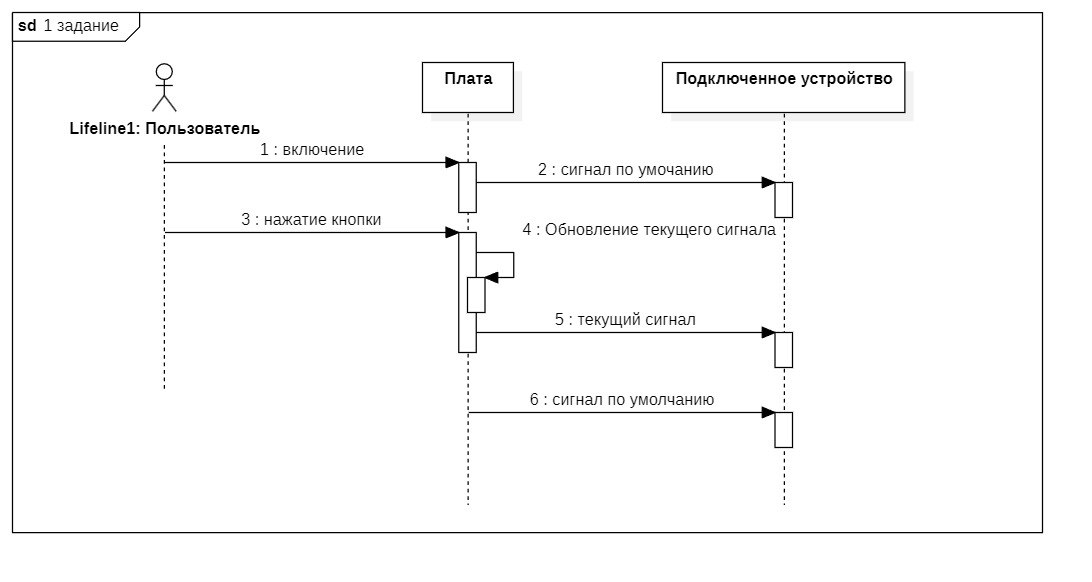 sd 1 задание
Плата
Подключенное устройство
Lifeline1: Пользователь
1 : включение
2 : сигнал по умочанию
3 : нажатие кнопки
4 : Обновление текущего сигнала
5 : текущий сигнал
6 : сигнал по умолчанию